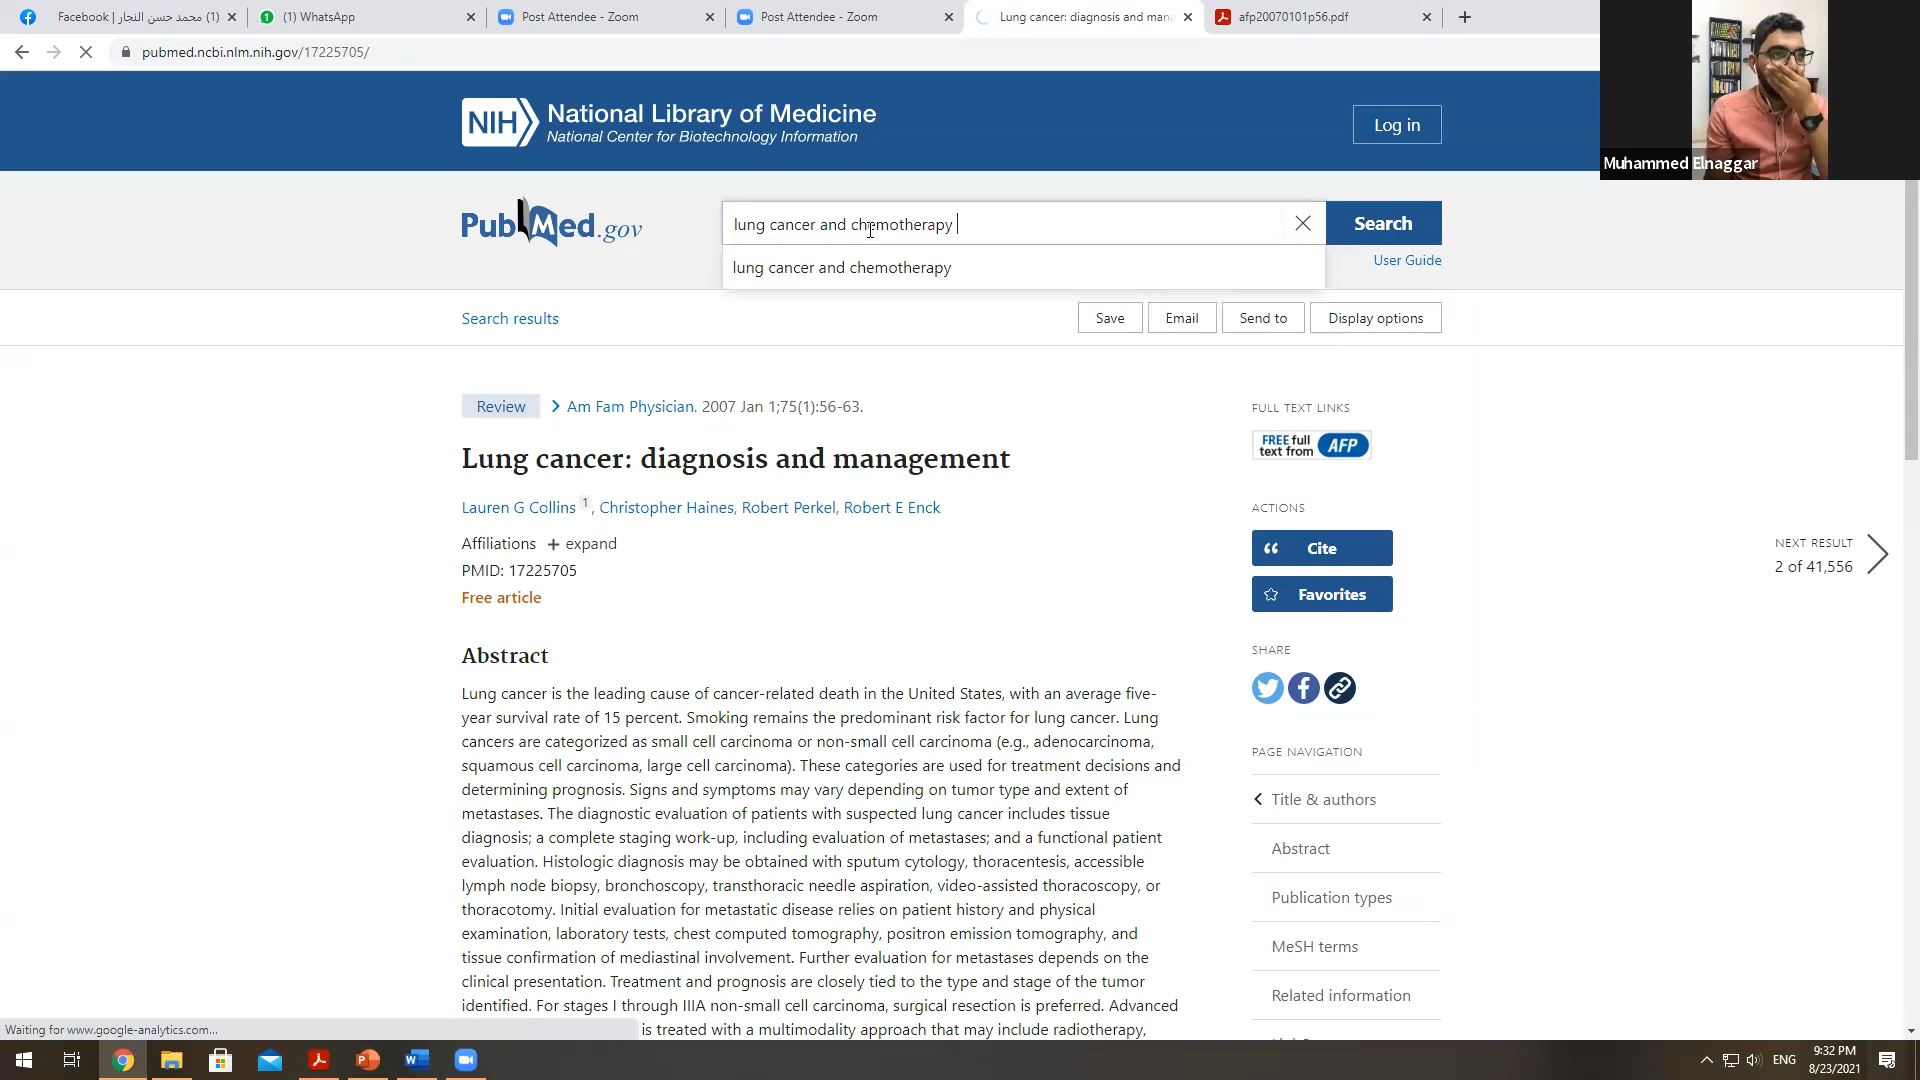 (1) محمد حسن النجار | Facebook
(1) WhatsApp
Post Attendee - Zoom
Post Attendee - Zoom
Lung cancer: diagnosis and man
afp20070101p56.pdf
pubmed.ncbi.nlm.nih.gov/17225705/
NIH National Library of Medicine
National Center for Biotechnology Information
Log in
Muhammed Elnaggar
PubMed.gov
lung cancer and chemotherapy
Search
lung cancer and chemotherapy
User Guide
Search results
Save
Email
Send to
Display options
Review
Am Fam Physician. 2007 Jan 1;75(1):56-63.
Lung cancer: diagnosis and management
Lauren G Collins 1, Christopher Haines, Robert Perkel, Robert E Enck
Affiliations + expand
PMID: 17225705
Free article
Abstract
Lung cancer is the leading cause of cancer-related death in the United States, with an average five-
year survival rate of 15 percent. Smoking remains the predominant risk factor for lung cancer. Lung
cancers are categorized as small cell carcinoma or non-small cell carcinoma (e.g., adenocarcinoma,
squamous cell carcinoma, large cell carcinoma). These categories are used for treatment decisions and
determining prognosis. Signs and symptoms may vary depending on tumor type and extent of
metastases. The diagnostic evaluation of patients with suspected lung cancer includes tissue
diagnosis; a complete staging work-up, including evaluation of metastases; and a functional patient
evaluation. Histologic diagnosis may be obtained with sputum cytology, thoracentesis, accessible
lymph node biopsy, bronchoscopy, transthoracic needle aspiration, video-assisted thoracoscopy, or
thoracotomy. Initial evaluation for metastatic disease relies on patient history and physical
examination, laboratory tests, chest computed tomography, positron emission tomography, and
tissue confirmation of mediastinal involvement. Further evaluation for metastases depends on the
clinical presentation. Treatment and prognosis are closely tied to the type and stage of the tumor
identified. For stages I through IIIA non-small cell carcinoma, surgical resection is preferred. Advanced
is treated with a multimodality approach that may include radiotherapy,
FULL TEXT LINKS
FREE full
text from AFP
ACTIONS
Cite
Favorites
SHARE
PAGE NAVIGATION
Title & authors
Abstract
Publication types
MeSH terms
Related information
NEXT RESULT
2 of 41,556
Waiting for www.google-analytics.com...
ENG
9:32 PM
8/23/2021